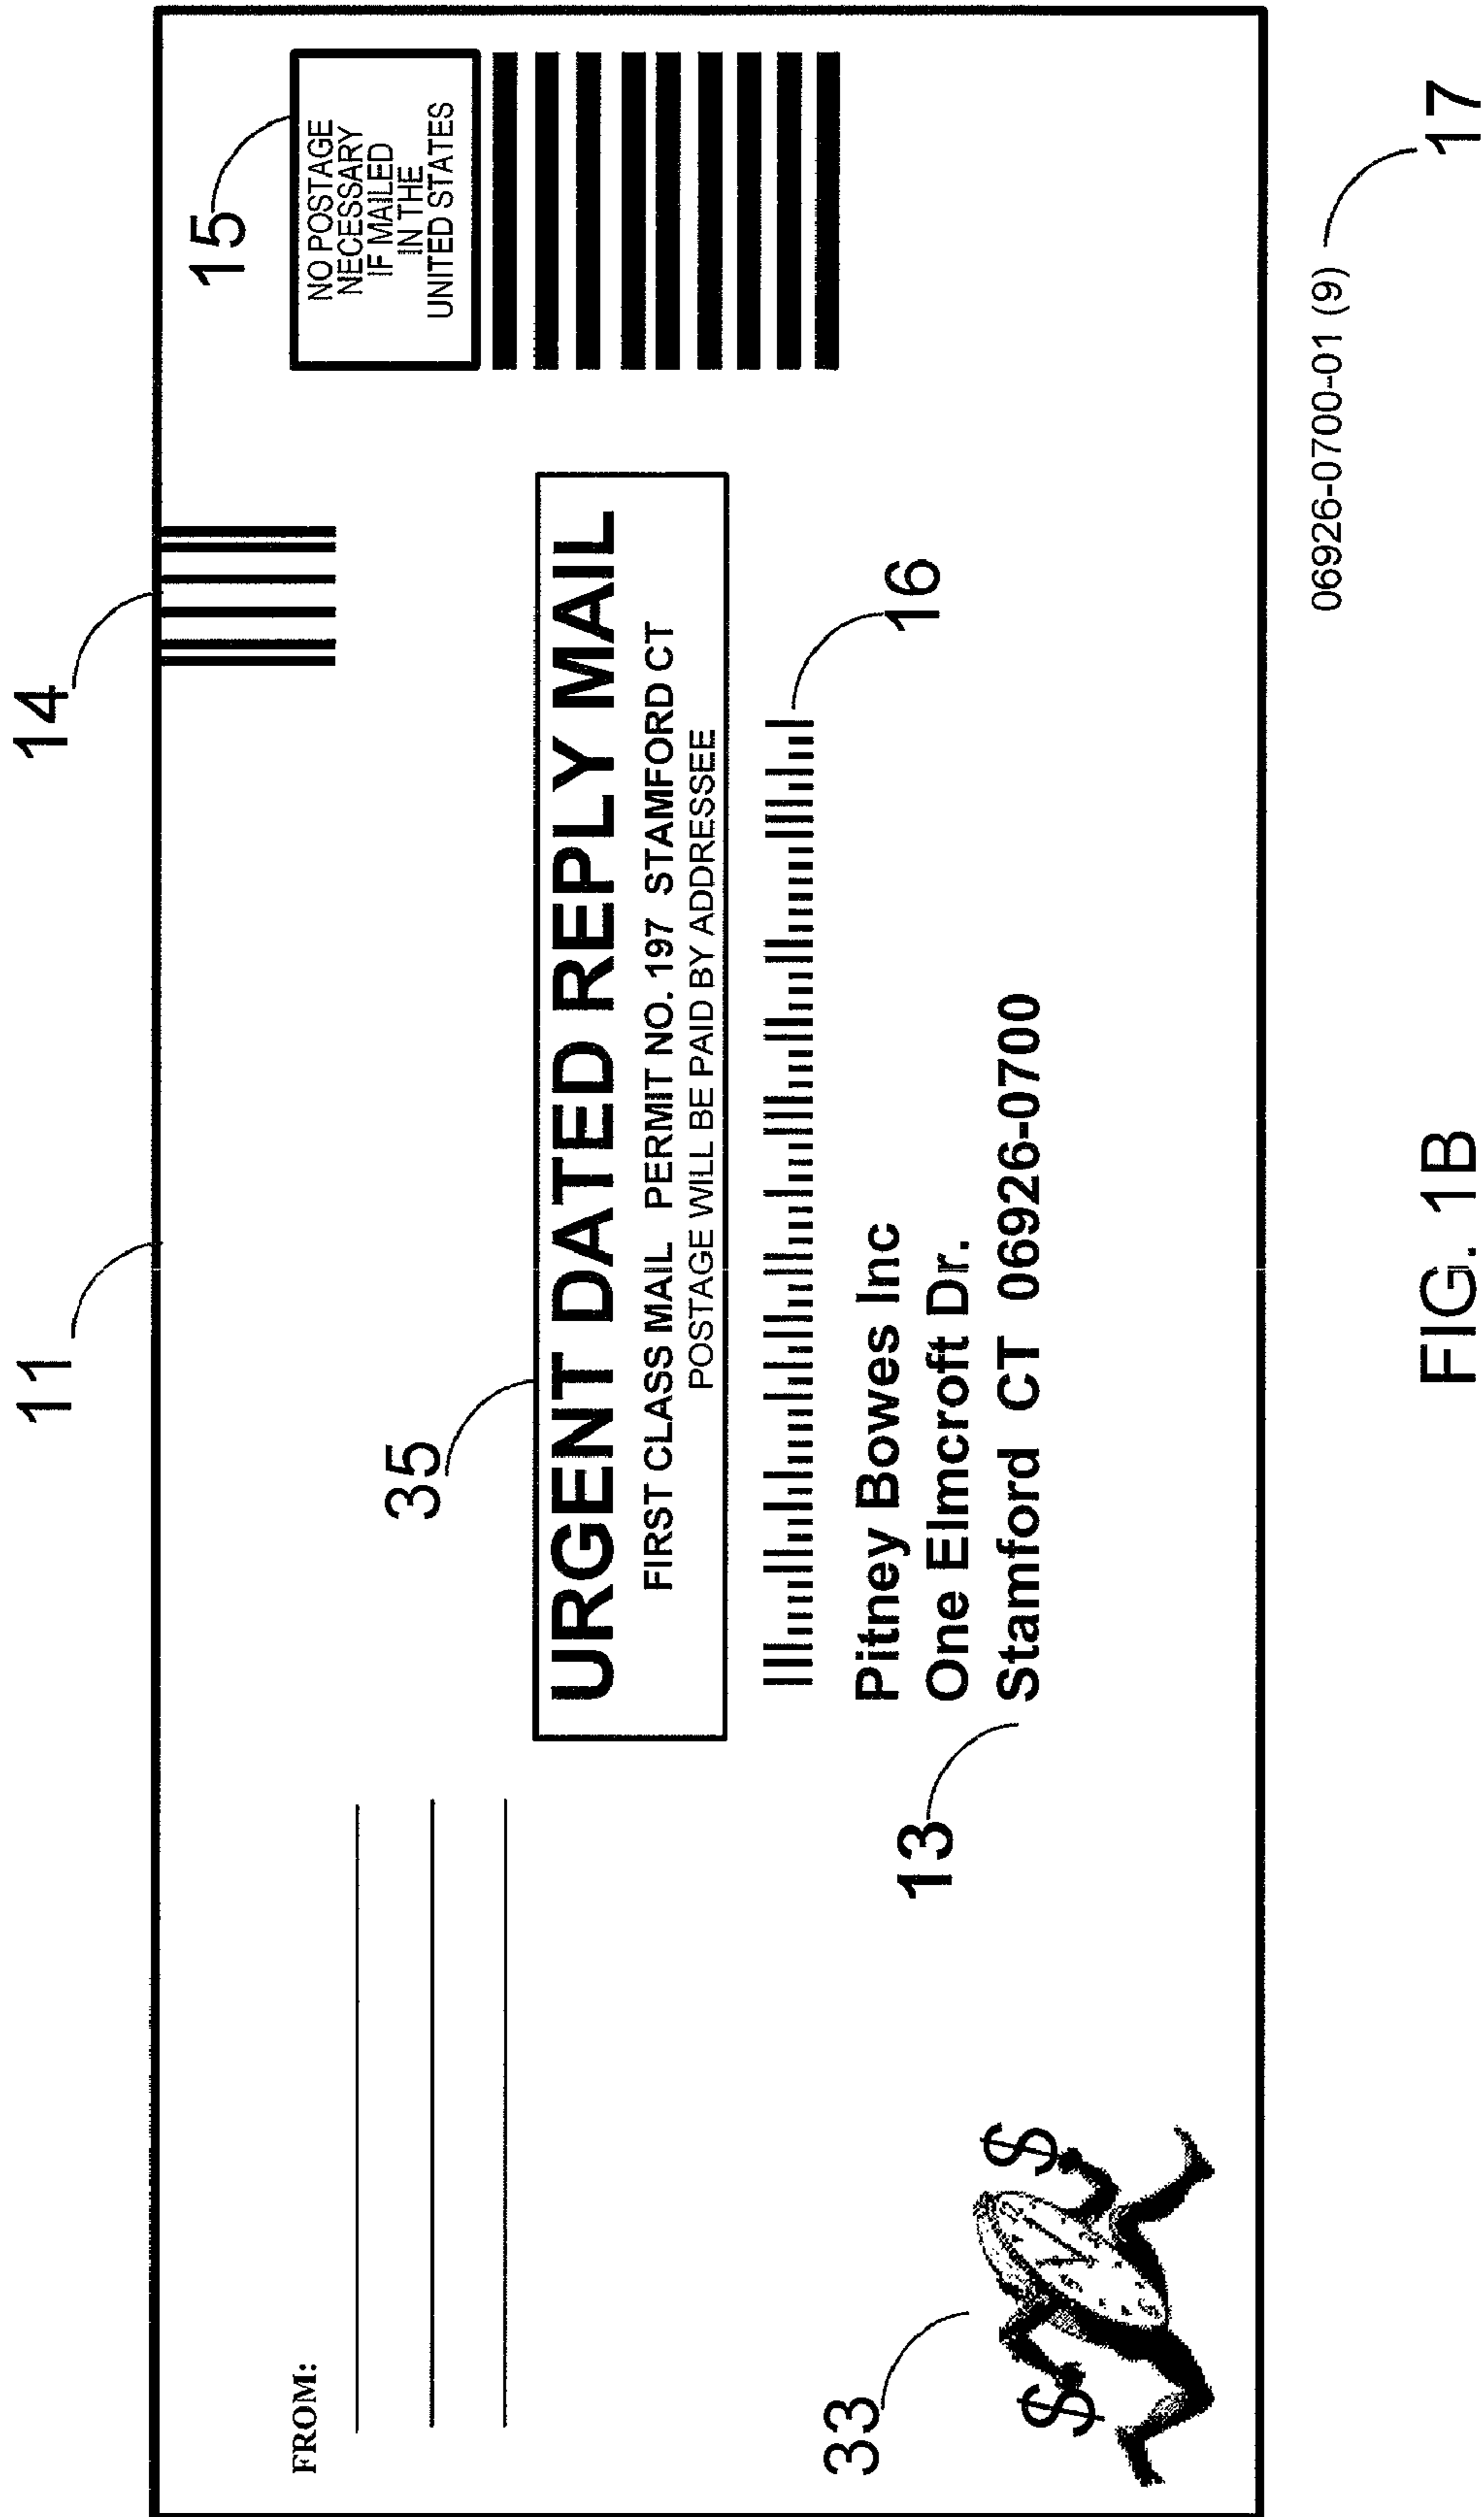 11
14
15
FROM:
NO POSTAGE
NECESSARY
IF MAILED
IN THE
UNITED STATES
35
URGENT DATED REPLY MAIL
FIRST CLASS MAIL PERMIT NO. 197 STAMFORD CT
POSTAGE WILL BE PAID BY ADDRESSEE
16
33
$ $
13
Pitney Bowes Inc
One Elmcroft Dr.
Stamford CT 06926-0700
06926-0700-01 (9)
17
FIG. 1B